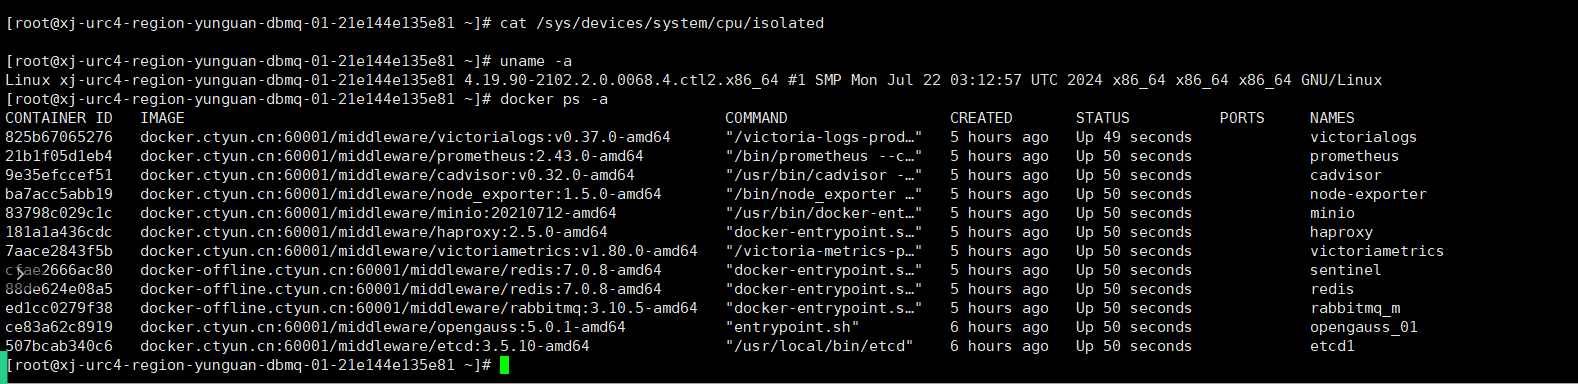 [root@xj-urc4-region-yunguan-dbmq-01-21e144e135e81 ~]# cat /sys/devices/system/cpu/isolated
[root@xj-urc4-region-yunguan-dbmq-01-21e144e135e81 ~]# uname -a
Linux xj-urc4-region-yunguan-dbmq-01-21e144e135e81 4.19.90-2102.2.0.0068.4.ctl2.x86_64 #1 SMP Mon Jul 22 03:12:57 UTC 2024 x86_64 x86_64 x86_64 GNU/Linux
[root@xj-urc4-region-yunguan-dbmq-01-21e144e135e81 ~]# docker ps -a
CONTAINER ID   IMAGE   COMMAND   CREATED   STATUS   PORTS   NAMES
825b67065276   docker.ctyun.cn:60001/middleware/victorialogs:v0.37.0-amd64   "/victoria-logs-prod…"   5 hours ago   Up 49 seconds   victorialogs
21b1f05d1eb4   docker.ctyun.cn:60001/middleware/prometheus:2.43.0-amd64   "/bin/prometheus --c…"   5 hours ago   Up 50 seconds   prometheus
9e35efccef51   docker.ctyun.cn:60001/middleware/cadvisor:v0.32.0-amd64   "/usr/bin/cadvisor -…"   5 hours ago   Up 50 seconds   cadvisor
ba7acc5abb19   docker.ctyun.cn:60001/middleware/node_exporter:1.5.0-amd64   "/bin/node_exporter …"   5 hours ago   Up 50 seconds   node-exporter
83798c029c1c   docker.ctyun.cn:60001/middleware/minio:20210712-amd64   "/usr/bin/docker-ent…"   5 hours ago   Up 50 seconds   minio
181a1a436cdc   docker.ctyun.cn:60001/middleware/haproxy:2.5.0-amd64   "docker-entrypoint.s…"   5 hours ago   Up 50 seconds   haproxy
7aace2843f5b   docker.ctyun.cn:60001/middleware/victoriametrics:v1.80.0-amd64   "/victoria-metrics-p…"   5 hours ago   Up 50 seconds   victoriametrics
cfae2666ac80   docker-offline.ctyun.cn:60001/middleware/redis:7.0.8-amd64   "docker-entrypoint.s…"   5 hours ago   Up 50 seconds   sentinel
88de624e08a5   docker-offline.ctyun.cn:60001/middleware/redis:7.0.8-amd64   "docker-entrypoint.s…"   5 hours ago   Up 50 seconds   redis
ed1cc0279f38   docker-offline.ctyun.cn:60001/middleware/rabbitmq:3.10.5-amd64   "docker-entrypoint.s…"   5 hours ago   Up 50 seconds   rabbitmq_m
ce83a62c8919   docker.ctyun.cn:60001/middleware/opengauss:5.0.1-amd64   "entrypoint.sh"   6 hours ago   Up 50 seconds   opengauss_01
507bcab340c6   docker.ctyun.cn:60001/middleware/etcd:3.5.10-amd64   "/usr/local/bin/etcd"   6 hours ago   Up 50 seconds   etcd1
[root@xj-urc4-region-yunguan-dbmq-01-21e144e135e81 ~]#